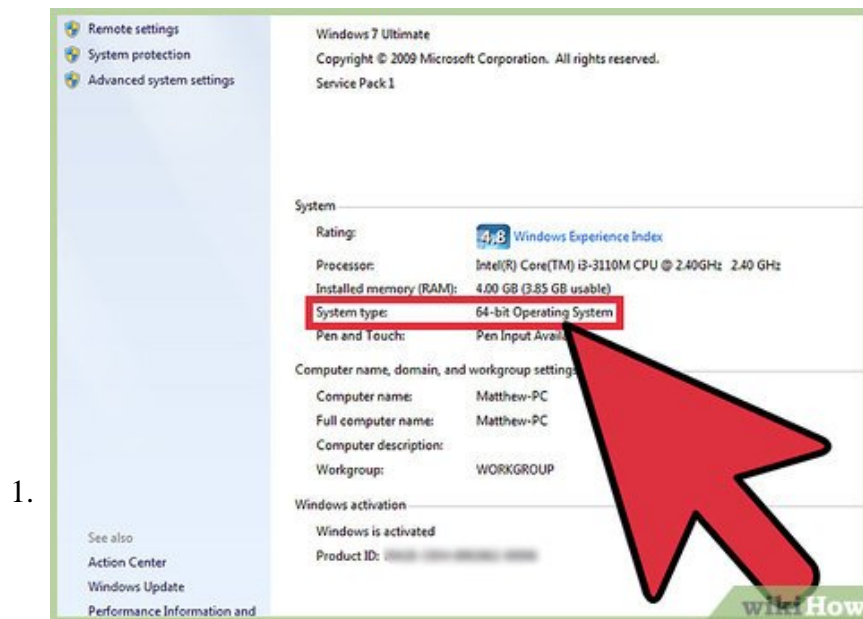 Remote settings
System protection
Advanced system settings
Windows 7 Ultimate
Copyright © 2009 Microsoft Corporation. All rights reserved.
Service Pack 1
System
Rating: 4,8 Windows Experience Index
Processor: Intel(R) Core(TM) i3-3110M CPU @ 2.40GHz 2.40 GHz
Installed memory (RAM): 4.00 GB (3.85 GB usable)
System type: 64-bit Operating System
Pen and Touch: Pen Input
Computer name, domain, and workgroup settings
Computer name: Matthew-PC
Full computer name: Matthew-PC
Computer description:
Workgroup: WORKGROUP
1.
Windows activation
Windows is activated
Product ID:
See also
Action Center
Windows Update
Performance Information and
wikiHow